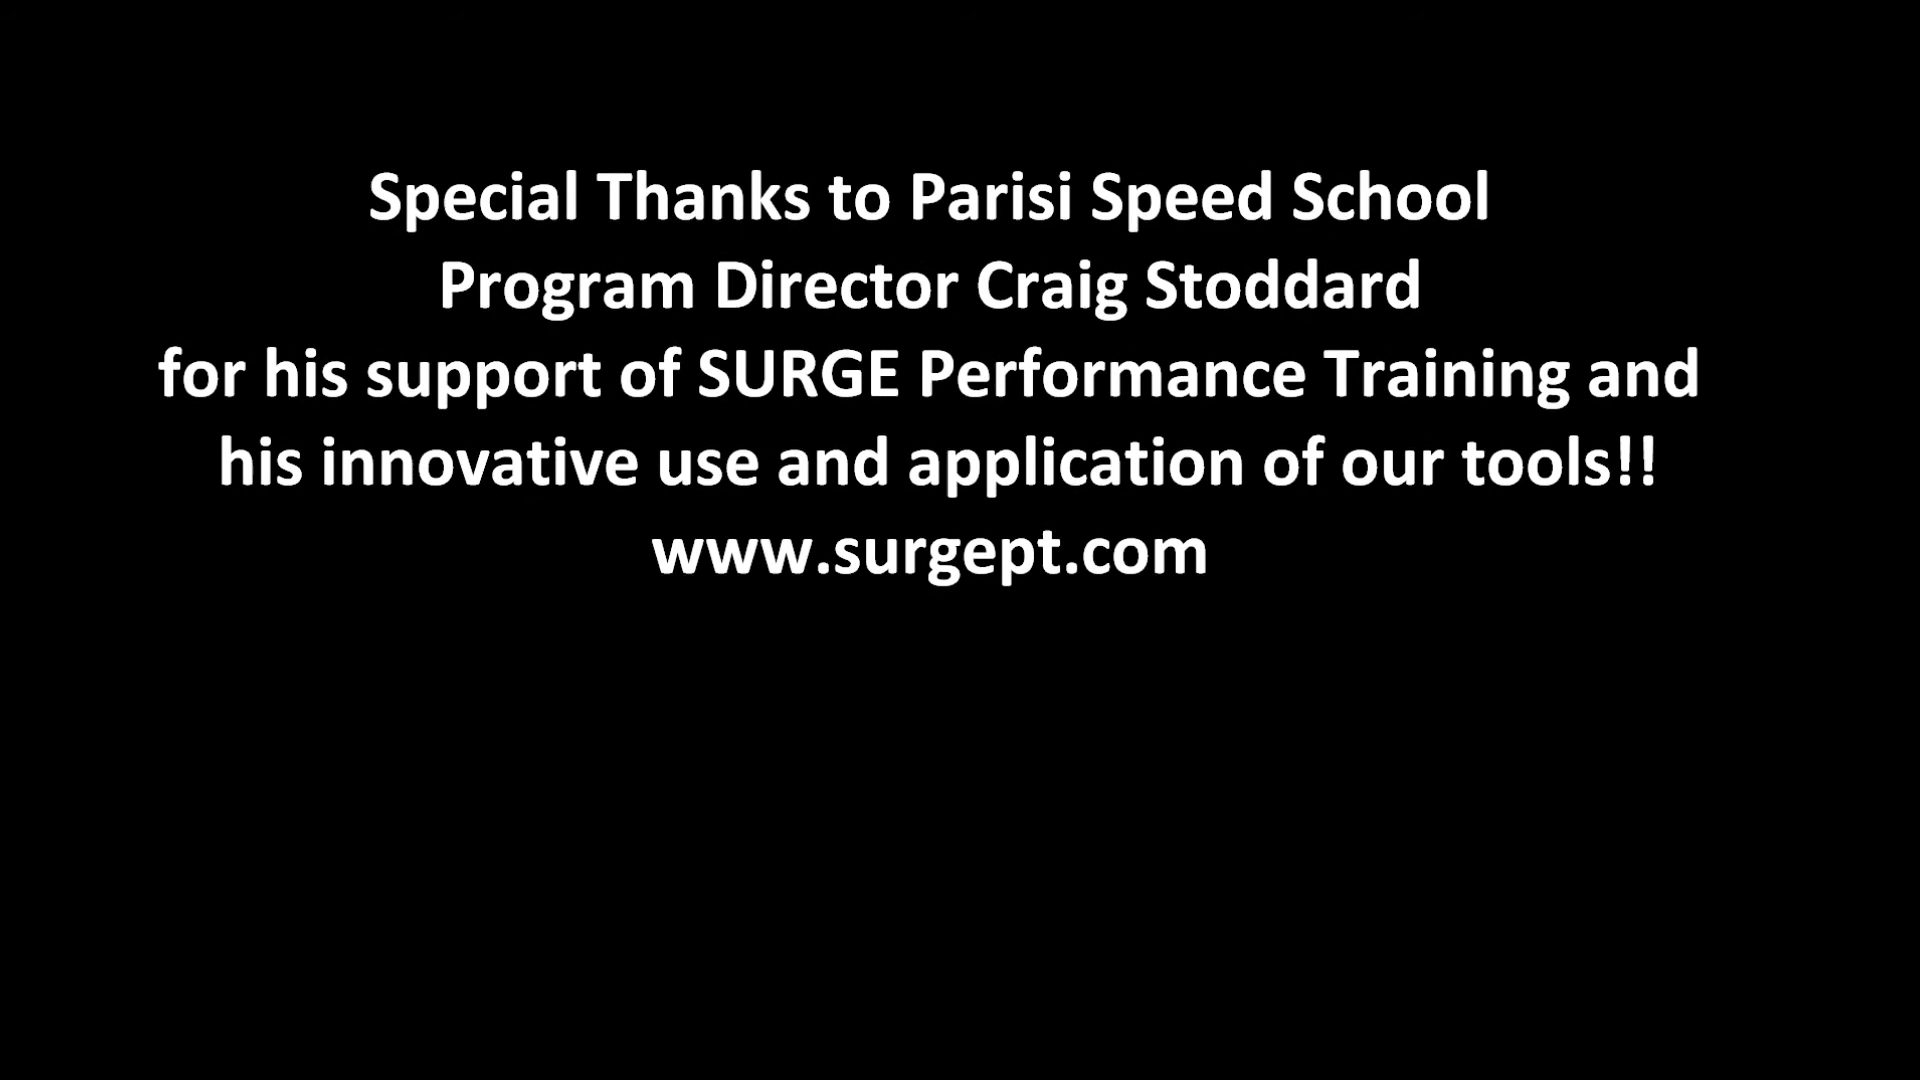 Special Thanks to Parisi Speed School
Program Director Craig Stoddard
for his support of SURGE Performance Training and
his innovative use and application of our tools!!
www.surgept.com